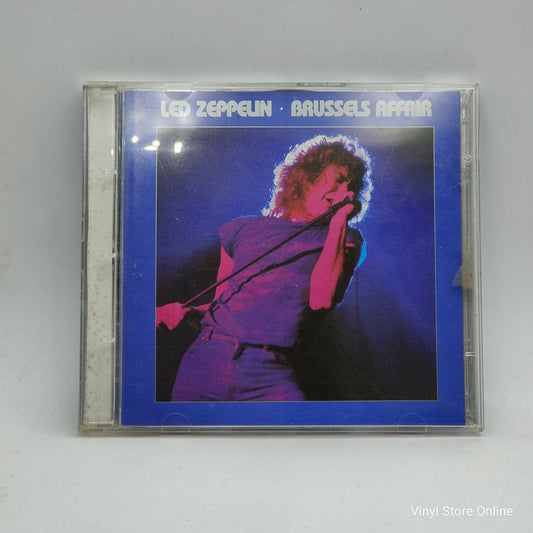 LED ZEPPELIN · BRUSSELS AFFAIR
Vinyl Store Online